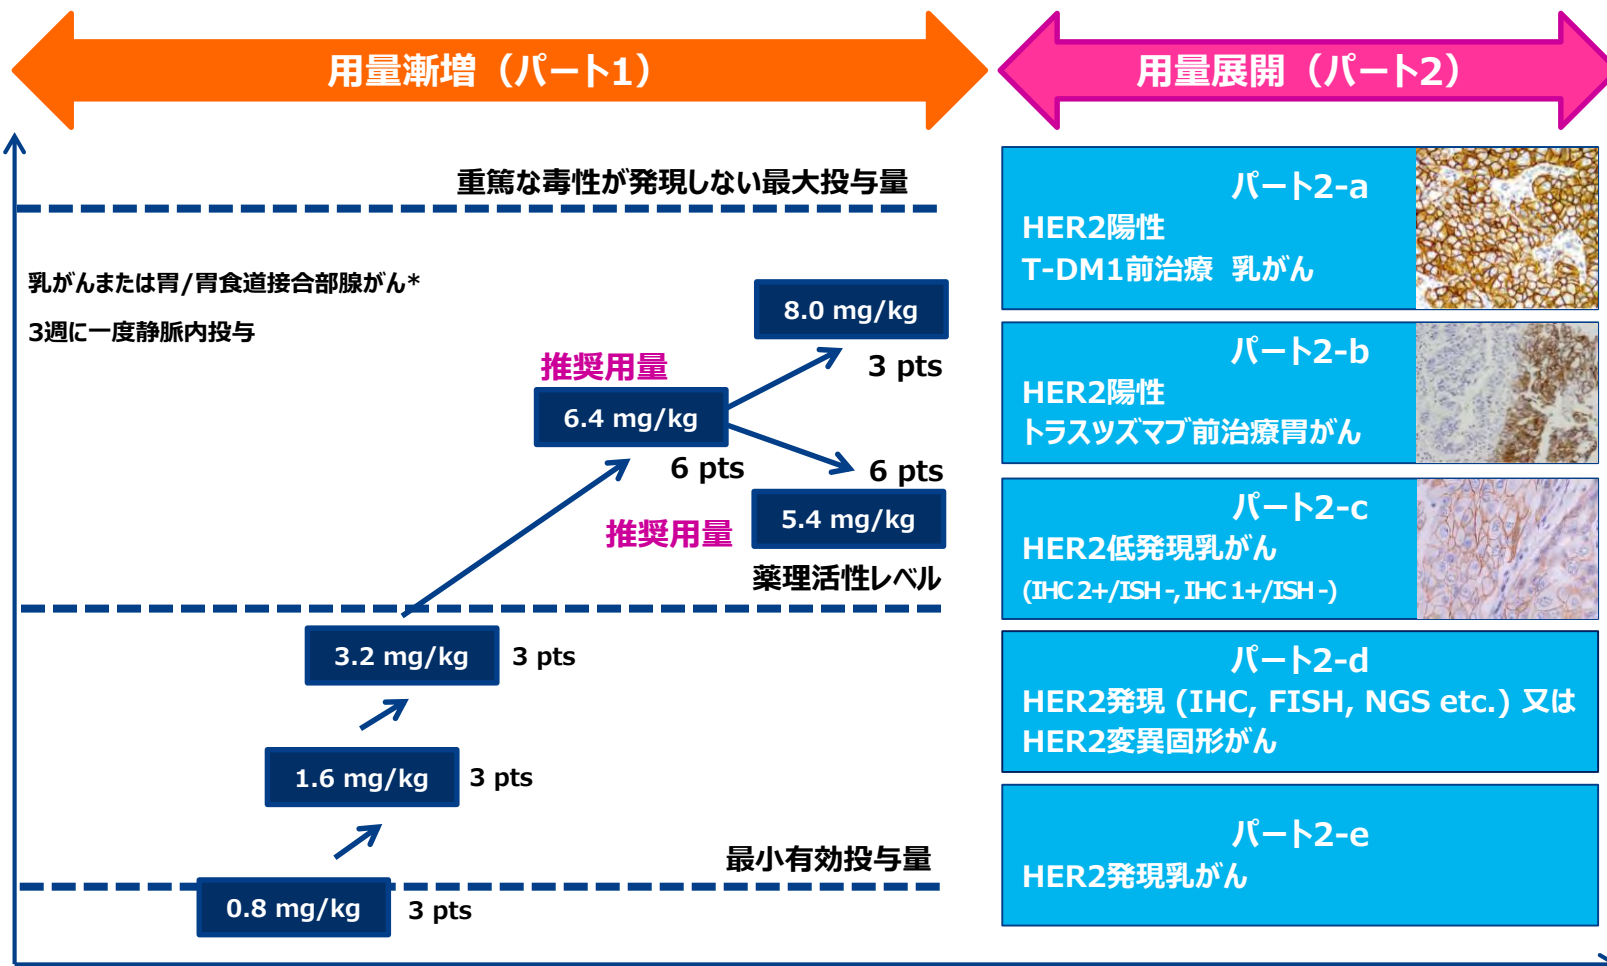 用量漸増（パート1）
用量展開（パート2）
重篤な毒性が発現しない最大投与量
乳がんまたは胃/胃食道接合部腺がん*
3週に一度静脈内投与
8.0 mg/kg
3 pts
推奨用量
6.4 mg/kg
6 pts
6 pts
5.4 mg/kg
推奨用量
薬理活性レベル
3.2 mg/kg
3 pts
1.6 mg/kg
3 pts
最小有効投与量
0.8 mg/kg
3 pts
パート2-a
HER2陽性
T-DM1前治療 乳がん
パート2-b
HER2陽性
トラスツズマブ前治療胃がん
パート2-c
HER2低発現乳がん
(IHC 2+/ISH -, IHC 1+/ISH -)
パート2-d
HER2発現 (IHC, FISH, NGS etc.) 又は
HER2変異固形がん
パート2-e
HER2発現乳がん